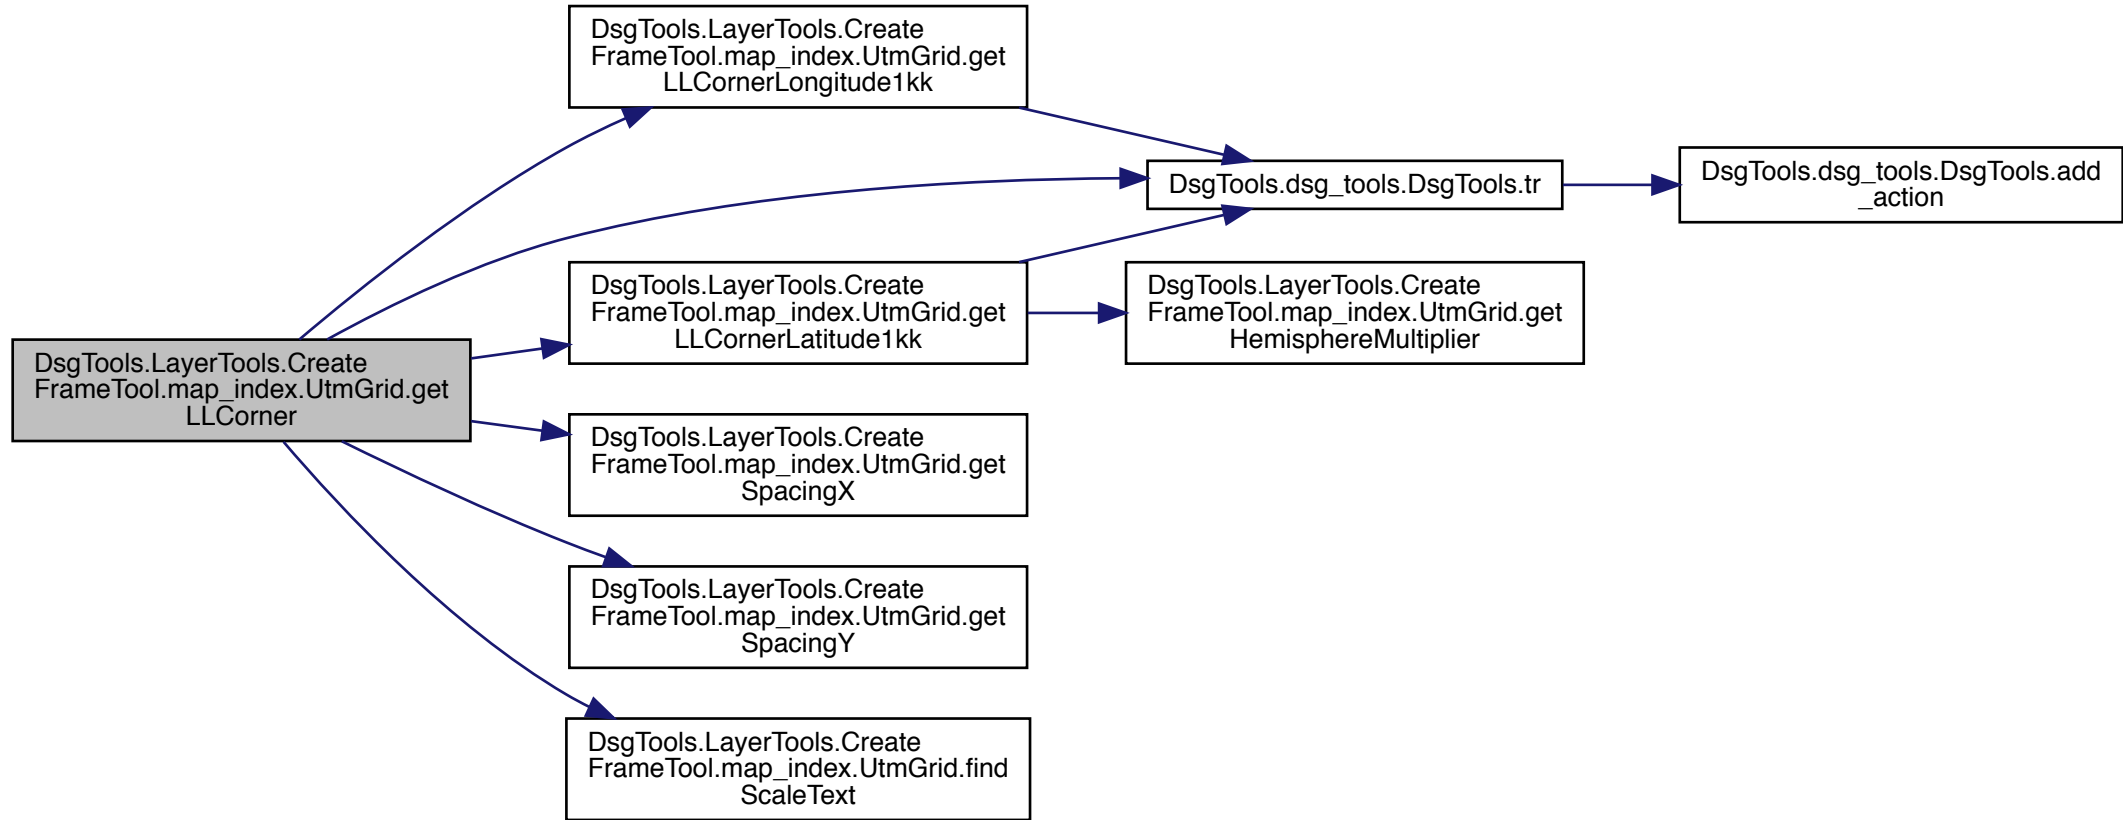 DsgTools.LayerTools.Create
FrameTool.map_index.UtmGrid.get
LLCorner
DsgTools.LayerTools.Create
FrameTool.map_index.UtmGrid.get
LLCornerLongitude1kk
DsgTools.dsg_tools.DsgTools.tr
DsgTools.dsg_tools.DsgTools.add
_action
DsgTools.LayerTools.Create
FrameTool.map_index.UtmGrid.get
LLCornerLatitude1kk
DsgTools.LayerTools.Create
FrameTool.map_index.UtmGrid.get
HemisphereMultiplier
DsgTools.LayerTools.Create
FrameTool.map_index.UtmGrid.get
SpacingX
DsgTools.LayerTools.Create
FrameTool.map_index.UtmGrid.get
SpacingY
DsgTools.LayerTools.Create
FrameTool.map_index.UtmGrid.find
ScaleText